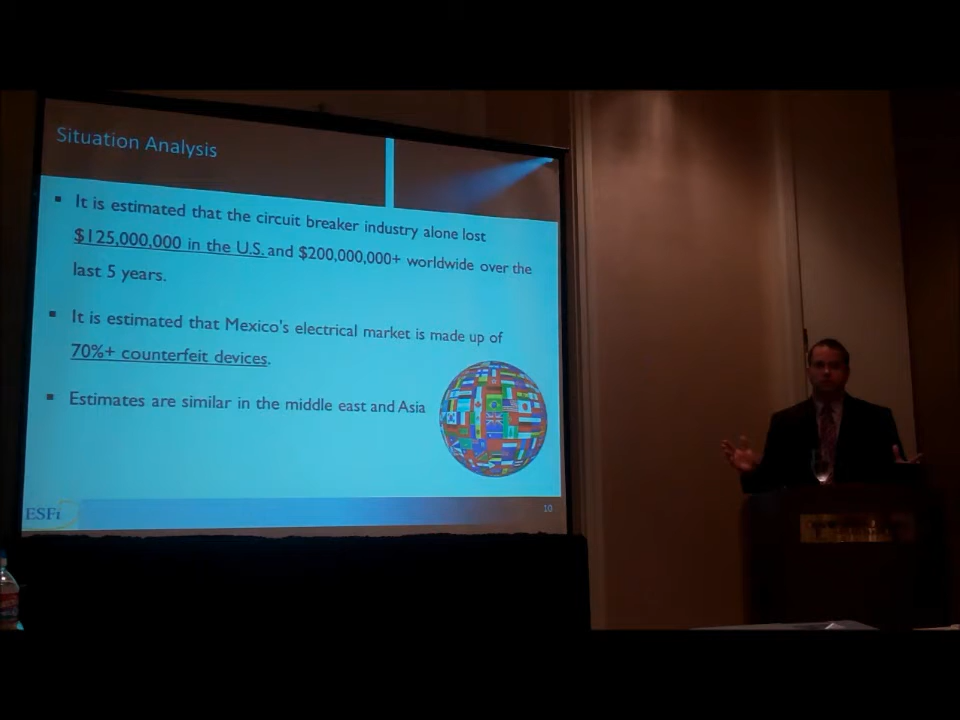 Situation Analysis
▪ It is estimated that the circuit breaker industry alone lost
$125,000,000 in the U.S. and $200,000,000+ worldwide over the
last 5 years.
▪ It is estimated that Mexico's electrical market is made up of
70%+ counterfeit devices.
▪ Estimates are similar in the middle east and Asia
ESFi
10